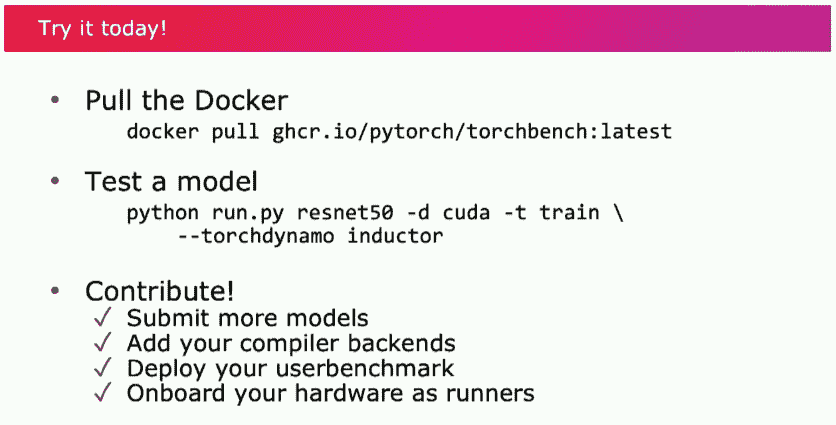 Try it today!
• Pull the Docker
docker pull ghcr.io/pytorch/torchbench:latest
• Test a model
python run.py resnet50 -d cuda -t train \
--torchdynamo inductor
• Contribute!
✓ Submit more models
✓ Add your compiler backends
✓ Deploy your userbenchmark
✓ Onboard your hardware as runners